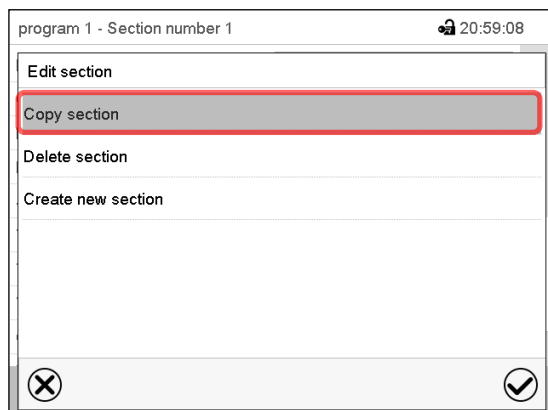 program 1 - Section number 1 20:59:08
Edit section
Copy section
Delete section
Create new section